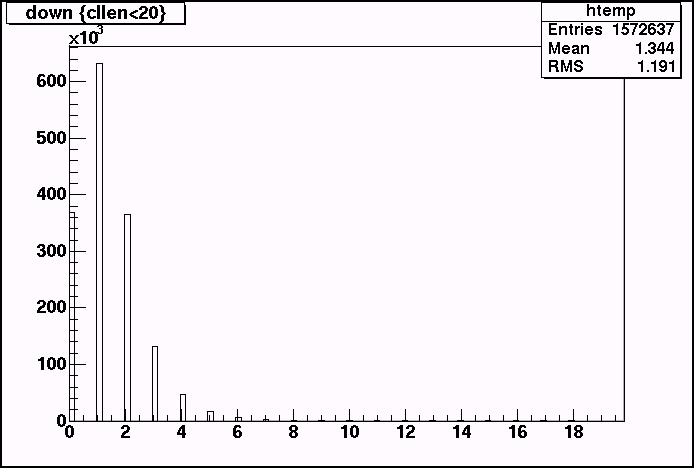 down {cllen<20}
htemp
Entries 1572637
Mean 1.344
RMS 1.191
x10³
600
500
400
300
200
100
0
0 2 4 6 8 10 12 14 16 18